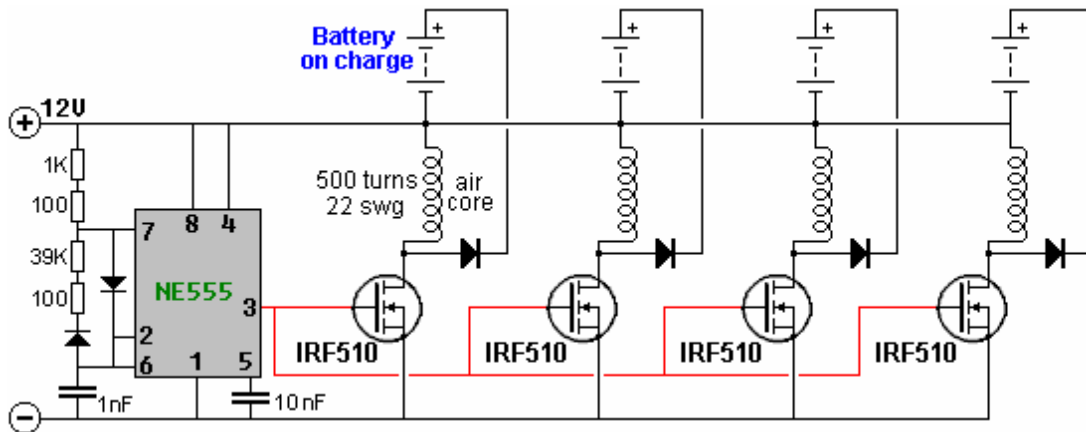 + + + +
Battery
on charge
+ 12V
1K
100
39K
100
7 8 4
NE555
3
2
6 1 5
1nF
10nF
500 turns
22 swg
air
core
IRF510 IRF510 IRF510 IRF510
−